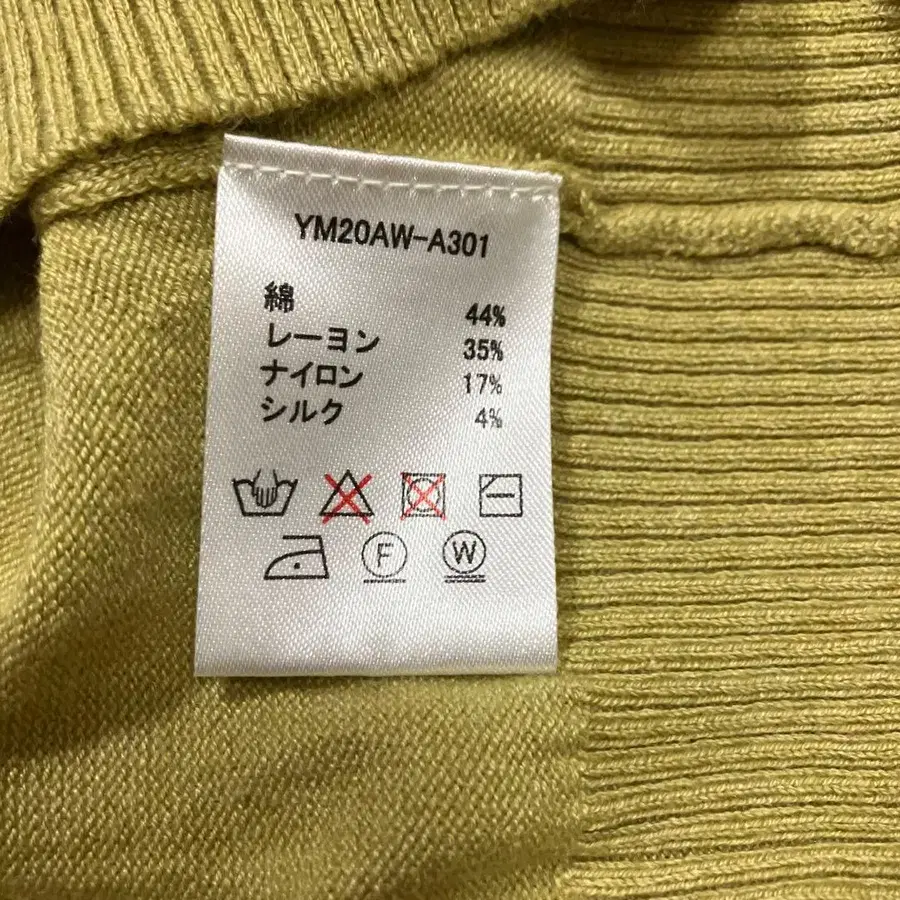 YM20AW-A301
綿 44%
レーヨン 35%
ナイロン 17%
シルク 4%
F W